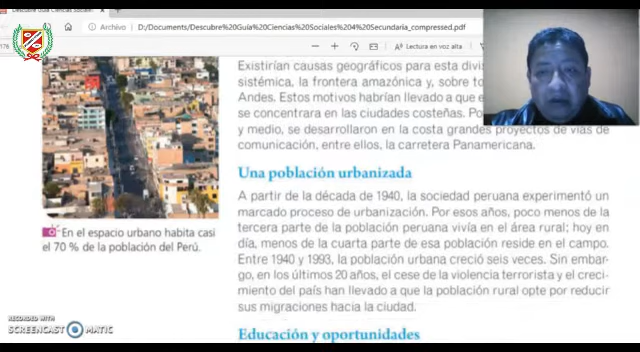 Descubre Guía Ciencias Sociales
Archivo
D:/Documents/Descubre%20Guía%20Ciencias%20Sociales%204%20Secundaria_compressed.pdf
176
Lectura en voz alta
Existirían causas geográficos para esta
sistémica, la frontera amazónica y, sobre
Andes. Estos motivos habrían llevado a que
se concentrara en las ciudades costeñas.
y medio, se desarrollaron en la costa grandes proyectos de vías de
comunicación, entre ellos, la carretera Panamericana.
Una población urbanizada
A partir de la década de 1940, la sociedad peruana experimentó un
marcado proceso de urbanización. Por esos años, poco menos de la
tercera parte de la población peruana vivía en el área rural; hoy en
día, menos de la cuarta parte de esa población reside en el campo.
Entre 1940 y 1993, la población urbana creció seis veces. Sin embar-
go, en los últimos 20 años, el cese de la violencia terrorista y el creci-
miento del país han llevado a que la población rural opte por reducir
sus migraciones hacia la ciudad.
Educación y oportunidades
En el espacio urbano habita casi
el 70 % de la población del Perú.
RECORDED WITH
SCREENCAST MATIC